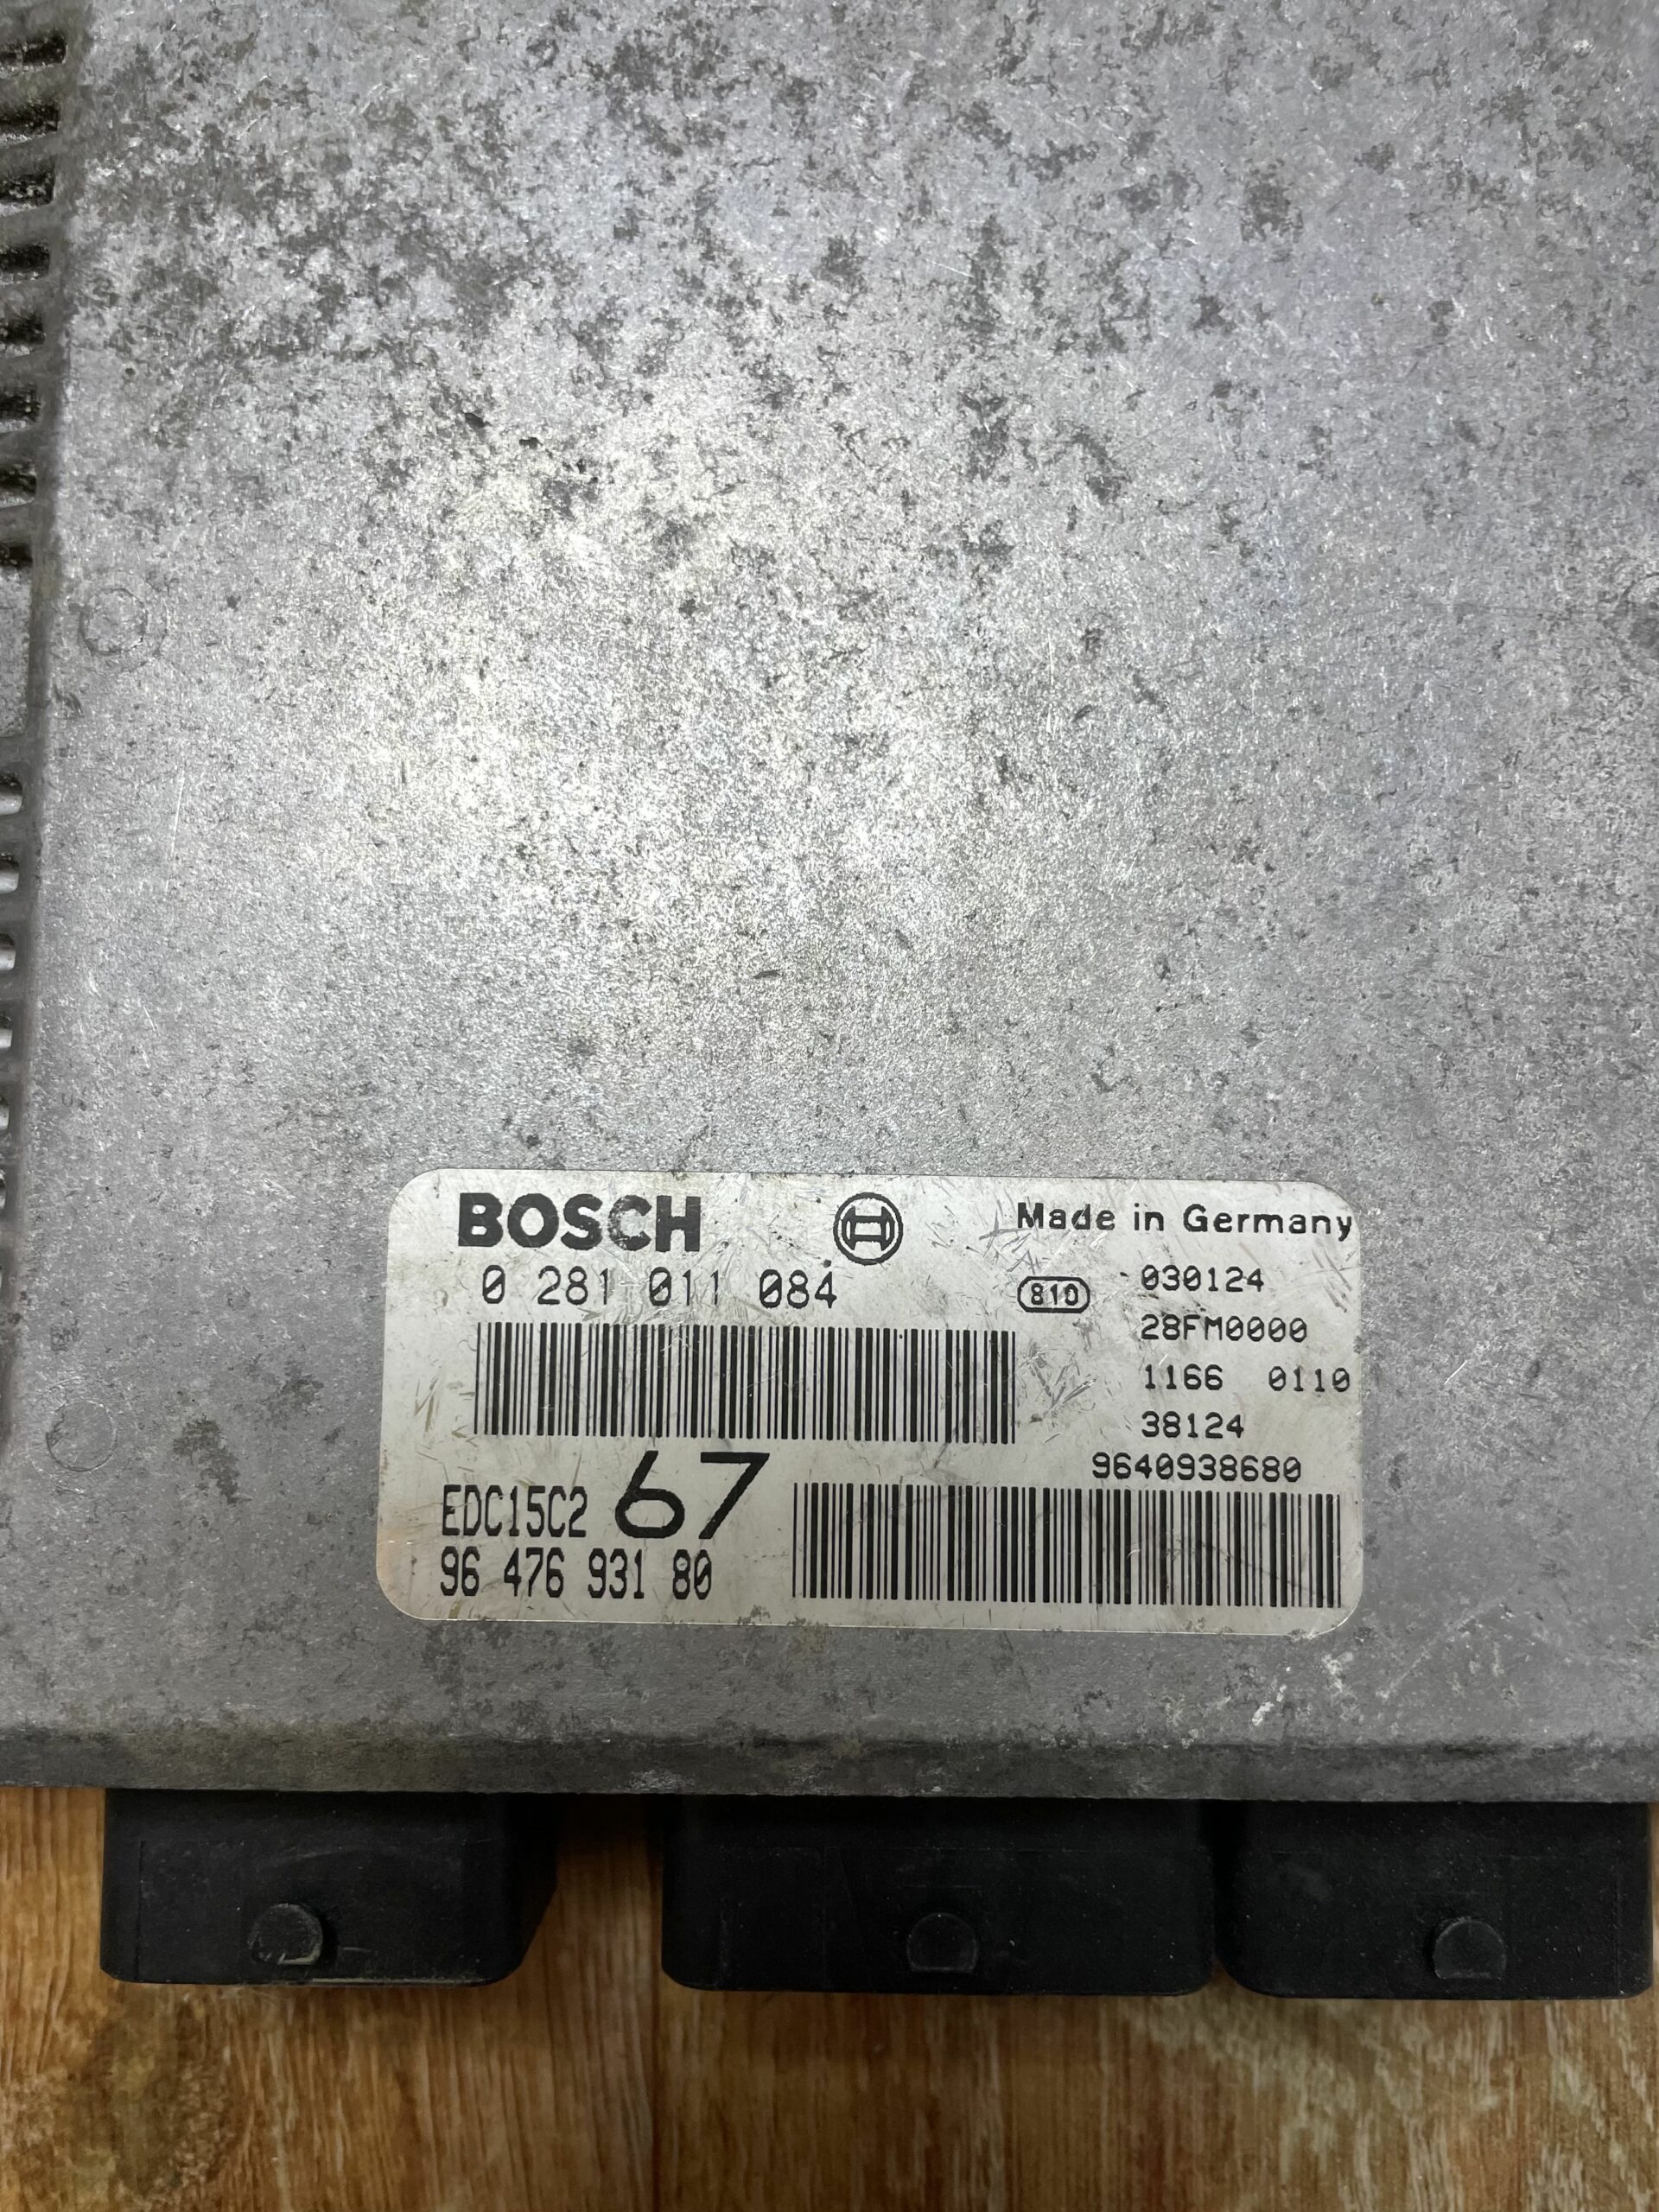 BOSCH
Made in Germany
0 281 011 084
810
030124
28FM0000
1166 0110
38124
9640938680
EDC15C2 67
96 476 931 80